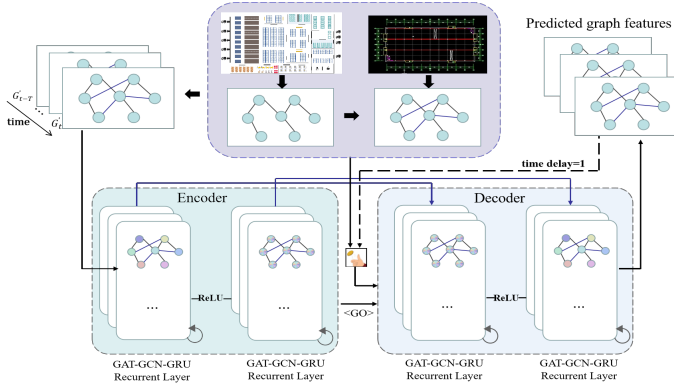 Predicted graph features
G'_{t-T}
time
G'_t
time delay=1
Encoder
Decoder
...
ReLU
...
ReLU
<GO>
GAT-GCN-GRU
Recurrent Layer
GAT-GCN-GRU
Recurrent Layer
GAT-GCN-GRU
Recurrent Layer
GAT-GCN-GRU
Recurrent Layer